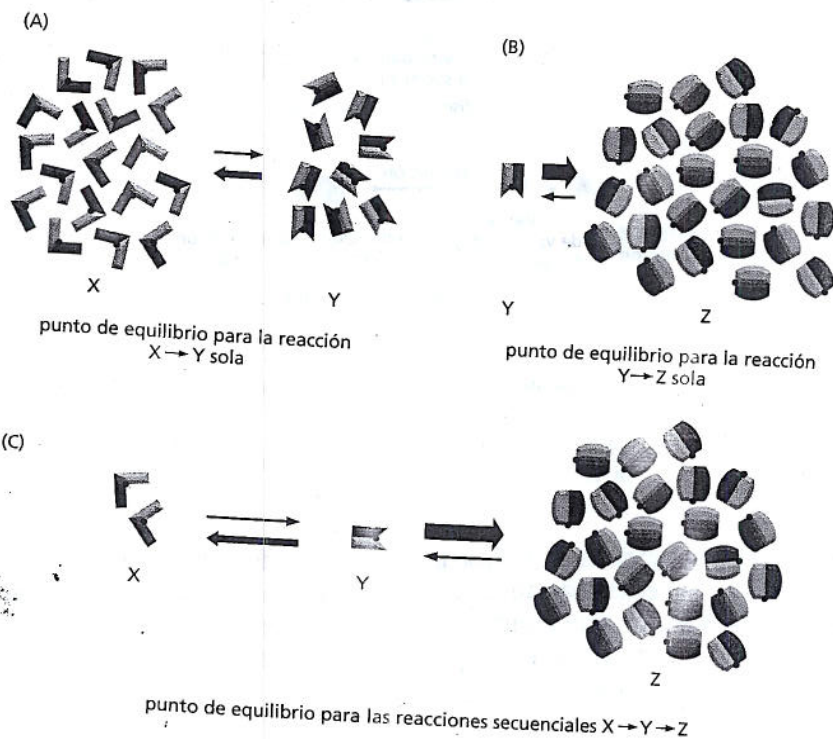 (A)
X
Y
punto de equilibrio para la reacción
X → Y sola
(B)
Y
Z
punto de equilibrio para la reacción
Y → Z sola
(C)
X
Y
Z
punto de equilibrio para las reacciones secuenciales X → Y → Z